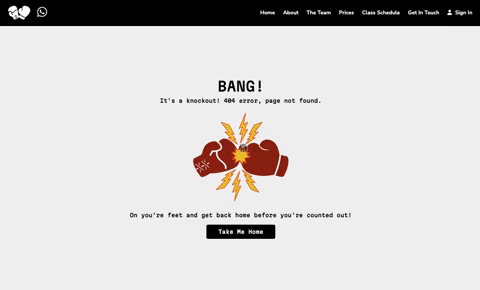 Home About The Team Prices Class Schedule Get In Touch Sign In
BANG!
It's a knockout! 404 error, page not found.
On you're feet and get back home before you're counted out!
Take Me Home